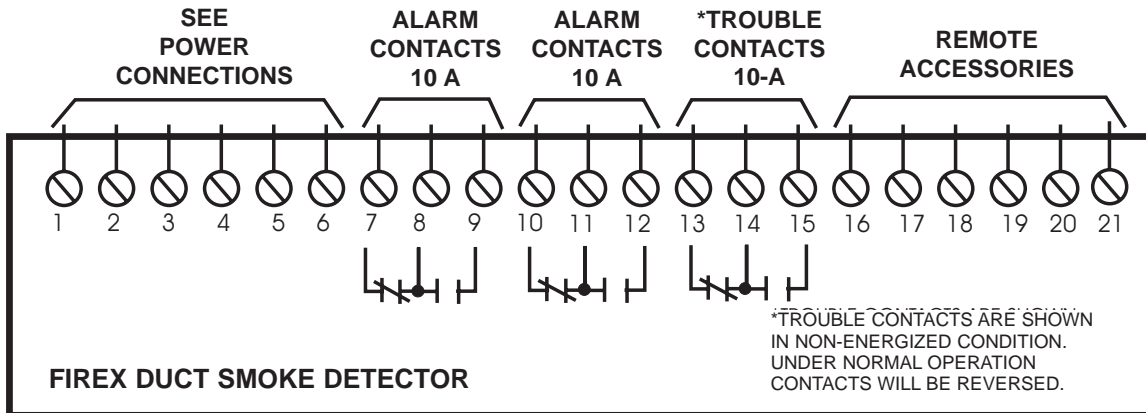 SEE
POWER
CONNECTIONS
ALARM
CONTACTS
10 A
ALARM
CONTACTS
10 A
*TROUBLE
CONTACTS
10-A
REMOTE
ACCESSORIES
1 2 3 4 5 6 7 8 9 10 11 12 13 14 15 16 17 18 19 20 21
*TROUBLE CONTACTS ARE SHOWN
IN NON-ENERGIZED CONDITION.
UNDER NORMAL OPERATION
CONTACTS WILL BE REVERSED.
FIREX DUCT SMOKE DETECTOR